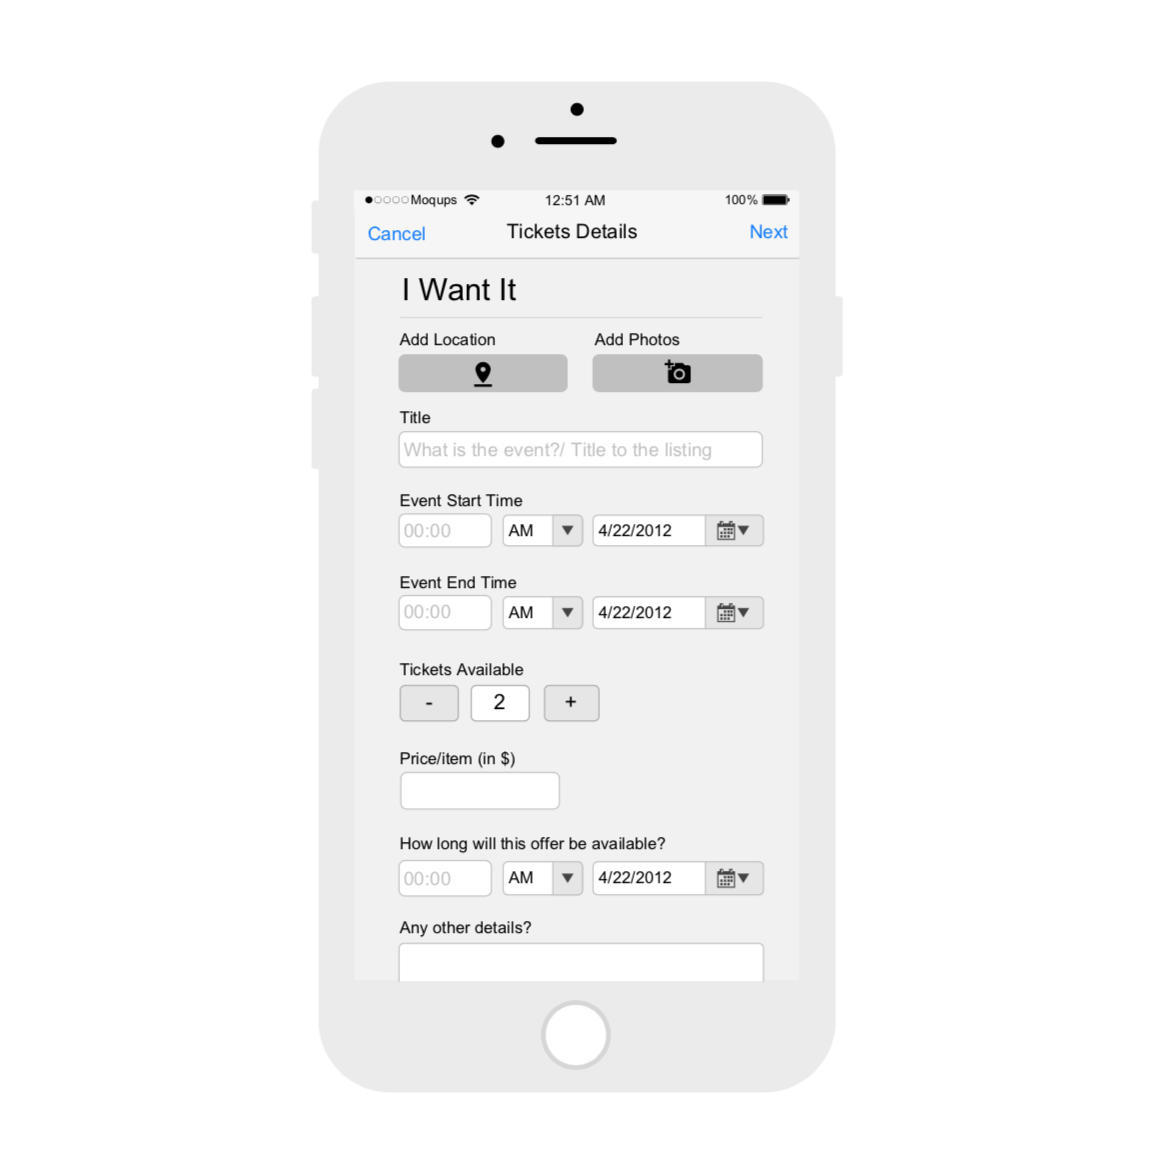 Moqups 12:51 AM 100%
Cancel Tickets Details Next
I Want It
Add Location Add Photos
Title
What is the event?/ Title to the listing
Event Start Time
00:00 AM 4/22/2012
Event End Time
00:00 AM 4/22/2012
Tickets Available
- 2 +
Price/item (in $)
How long will this offer be available?
00:00 AM 4/22/2012
Any other details?